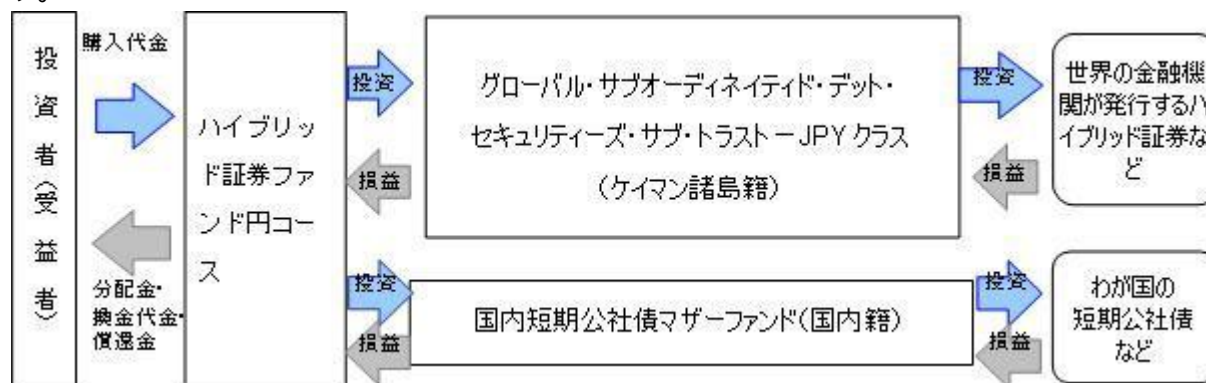 す。
投資者(受益者)
購入代金
分配金・
換金代金・
償還金
ハイブリッ
ド証券ファ
ンド円コー
ス
投資
損益
グローバル・サブオーディネイティド・デット・
セキュリティーズ・サブ・トラスト－JPYクラス
(ケイマン諸島籍)
投資
損益
世界の金融機
関が発行するハ
イブリッド証券な
ど
投資
損益
国内短期公社債マザーファンド(国内籍)
投資
損益
わが国の
短期公社債
など